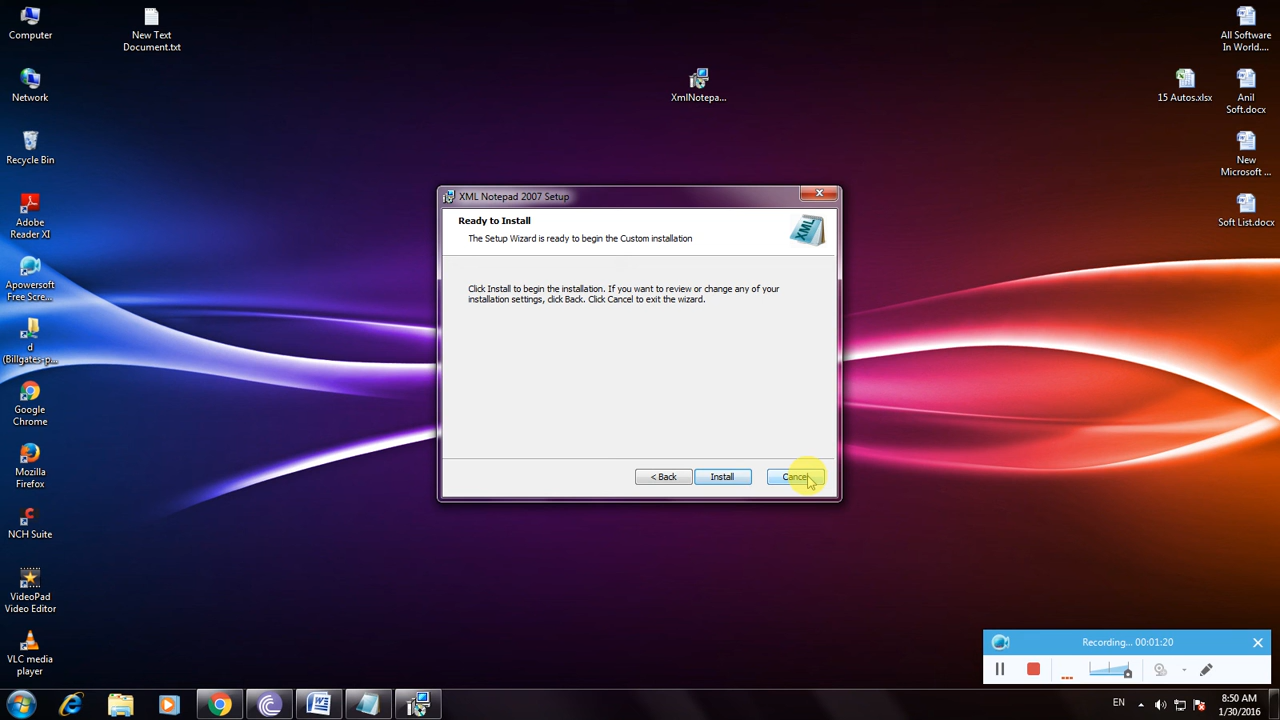 Computer
New Text
Document.txt
XmlNotepa...
All Software
In World....
Network
15 Autos.xlsx
Anil
Soft.docx
Recycle Bin
New
Microsoft ...
Adobe
Reader XI
Soft List.docx
XML Notepad 2007 Setup
Ready to Install
The Setup Wizard is ready to begin the Custom installation
XML
Click Install to begin the installation. If you want to review or change any of your
installation settings, click Back. Click Cancel to exit the wizard.
< Back
Install
Cancel
Apowersoft
Free Scre...
d
(Billgates-p...
Google
Chrome
Mozilla
Firefox
NCH Suite
VideoPad
Video Editor
VLC media
player
Recording... 00:01:20
EN
8:50 AM
1/30/2016